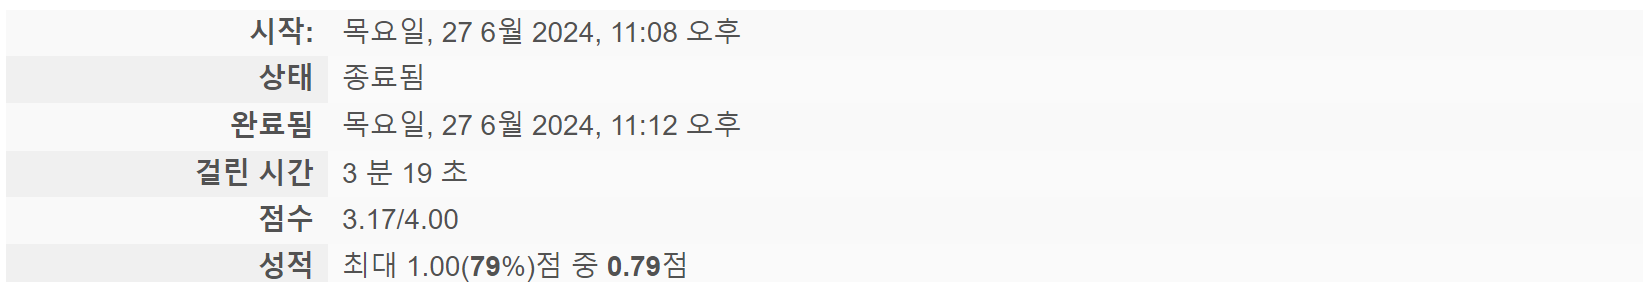 시작: 목요일, 27 6월 2024, 11:08 오후
상태 종료됨
완료됨 목요일, 27 6월 2024, 11:12 오후
걸린 시간 3 분 19 초
점수 3.17/4.00
성적 최대 1.00(79%)점 중 0.79점